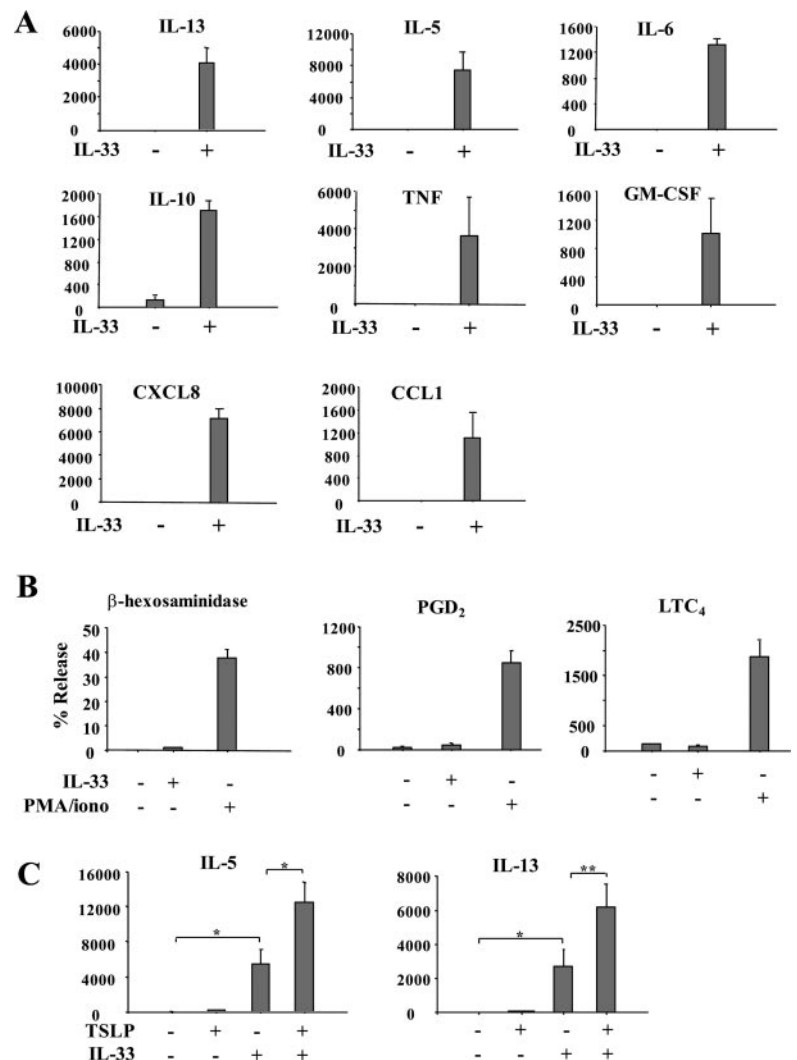 A
IL-13 IL-5 IL-6
6000 12000 1600
4000 8000 1200
2000 4000 800
0 0 400
0
IL-33 - + IL-33 - + IL-33 - +
IL-10 TNF GM-CSF
2000 6000 1600
1600 4000 1200
1200 2000 800
800 0 400
400 0
0
IL-33 - + IL-33 - + IL-33 - +
CXCL8 CCL1
10000 2000
8000 1600
6000 1200
4000 800
2000 400
0 0
IL-33 - + IL-33 - +
B
β-hexosaminidase PGD2 LTC4
% Release
50 1200 2500
40 800 1500
30 400 500
20 0 0
10
0
IL-33 - + - - + - - + -
PMA/iono - - + - - + - - +
C
IL-5 IL-13
16000 8000
12000 6000
8000 4000
4000 2000
0 0
* * * **
TSLP - + - + - + - +
IL-33 - - + + - - + +